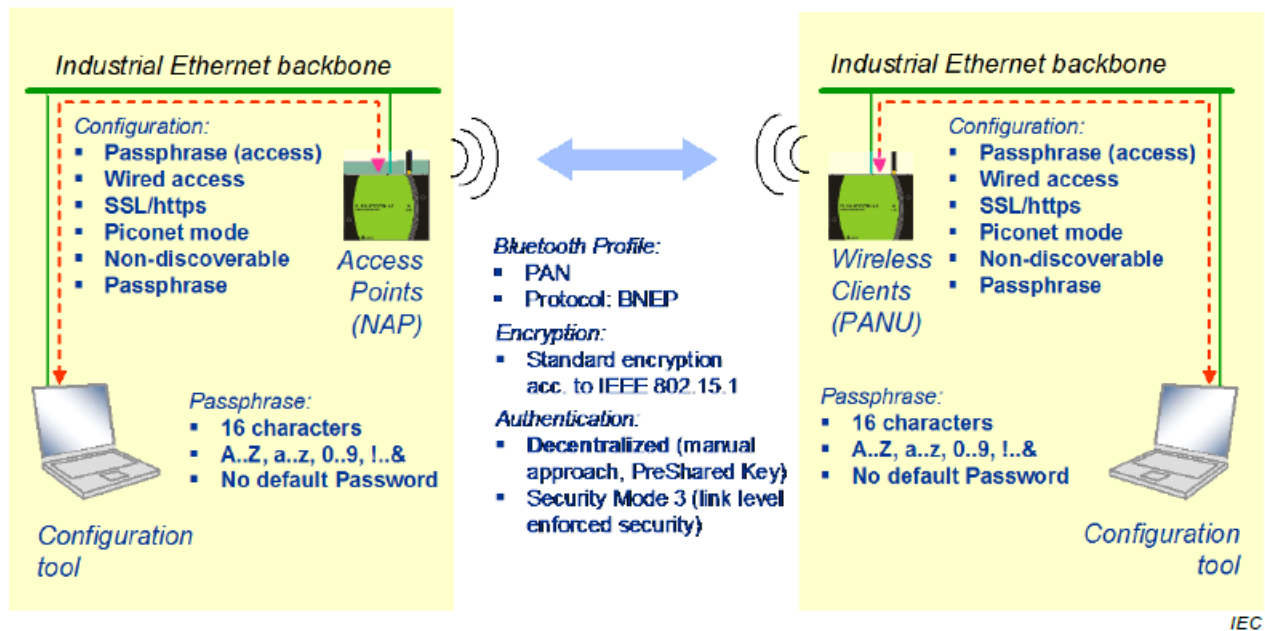 Industrial Ethernet backbone
Configuration:
▪ Passphrase (access)
▪ Wired access
▪ SSL/https
▪ Piconet mode
▪ Non-discoverable
▪ Passphrase
Access
Points
(NAP)
Passphrase:
▪ 16 characters
▪ A..Z, a..z, 0..9, !..&
▪ No default Password
Configuration
tool
Bluetooth Profile:
▪ PAN
▪ Protocol: BNEP
Encryption:
▪ Standard encryption
acc. to IEEE 802.15.1
Authentication:
▪ Decentralized (manual
approach, PreShared Key)
▪ Security Mode 3 (link level
enforced security)
Industrial Ethernet backbone
Configuration:
▪ Passphrase (access)
▪ Wired access
▪ SSL/https
▪ Piconet mode
▪ Non-discoverable
▪ Passphrase
Wireless
Clients
(PANU)
Passphrase:
▪ 16 characters
▪ A..Z, a..z, 0..9, !..&
▪ No default Password
Configuration
tool
IEC